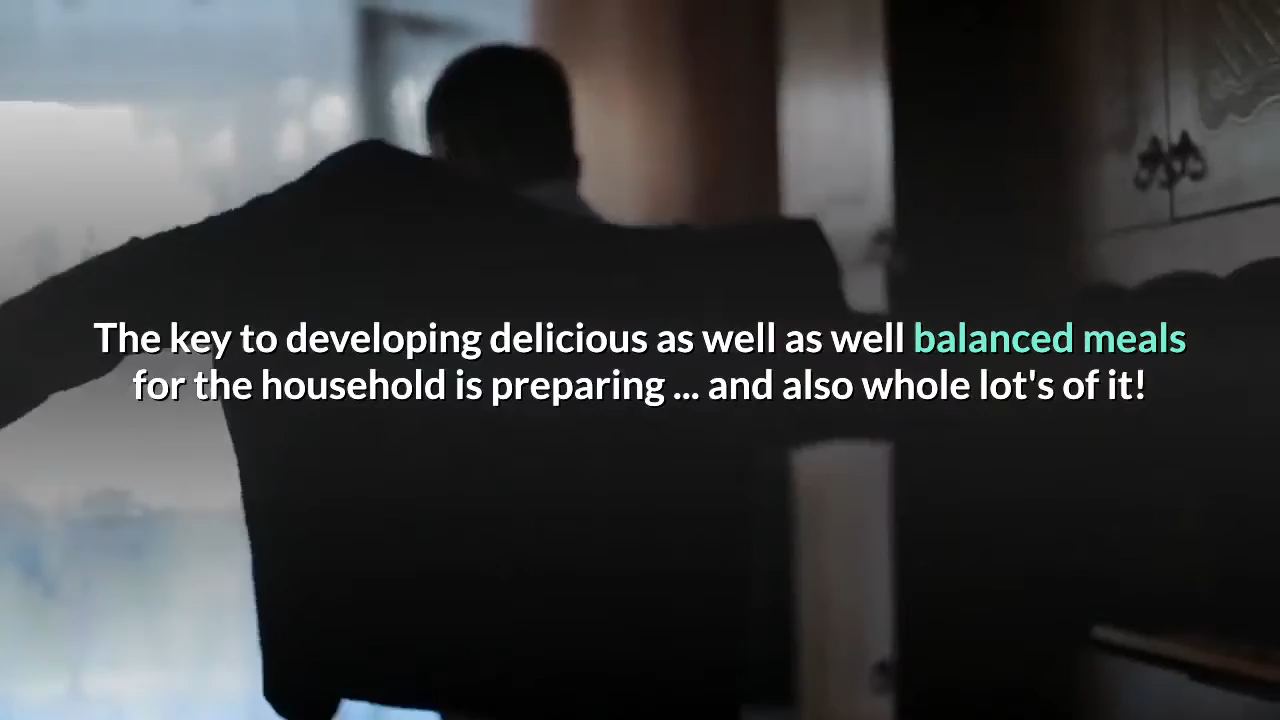 The key to developing delicious as well as well balanced meals
for the household is preparing ... and also whole lot's of it!